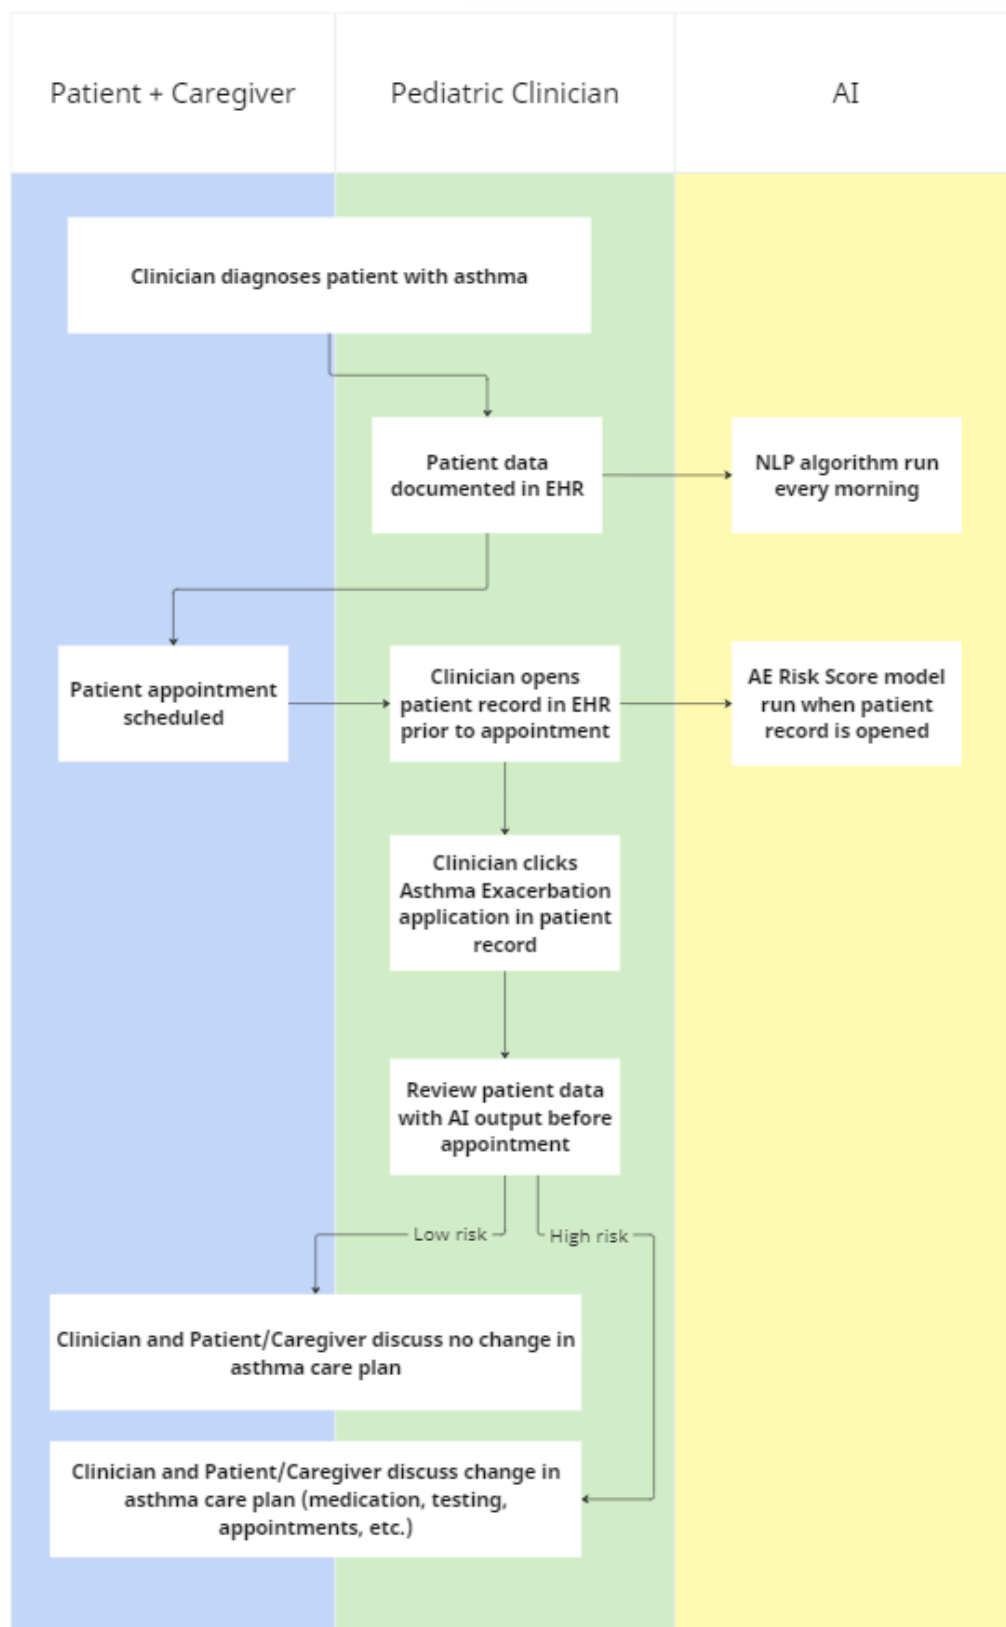 Patient + Caregiver
Pediatric Clinician
AI
Clinician diagnoses patient with asthma
Patient data
documented in EHR
NLP algorithm run
every morning
Patient appointment
scheduled
Clinician opens
patient record in EHR
prior to appointment
AE Risk Score model
run when patient
record is opened
Clinician clicks
Asthma Exacerbation
application in patient
record
Review patient data
with AI output before
appointment
Low risk
High risk
Clinician and Patient/Caregiver discuss no change in
asthma care plan
Clinician and Patient/Caregiver discuss change in
asthma care plan (medication, testing,
appointments, etc.)